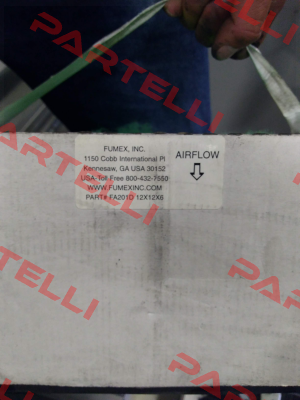 PARTELLI
FUMEX, INC.
1150 Cobb International Pl
Kennesaw, GA USA 30152
USA-Toll Free 800-432-7550
WWW.FUMEXINC.COM
PART# FA201D 12X12X6
AIRFLOW
PARTELLI
PARTELLI